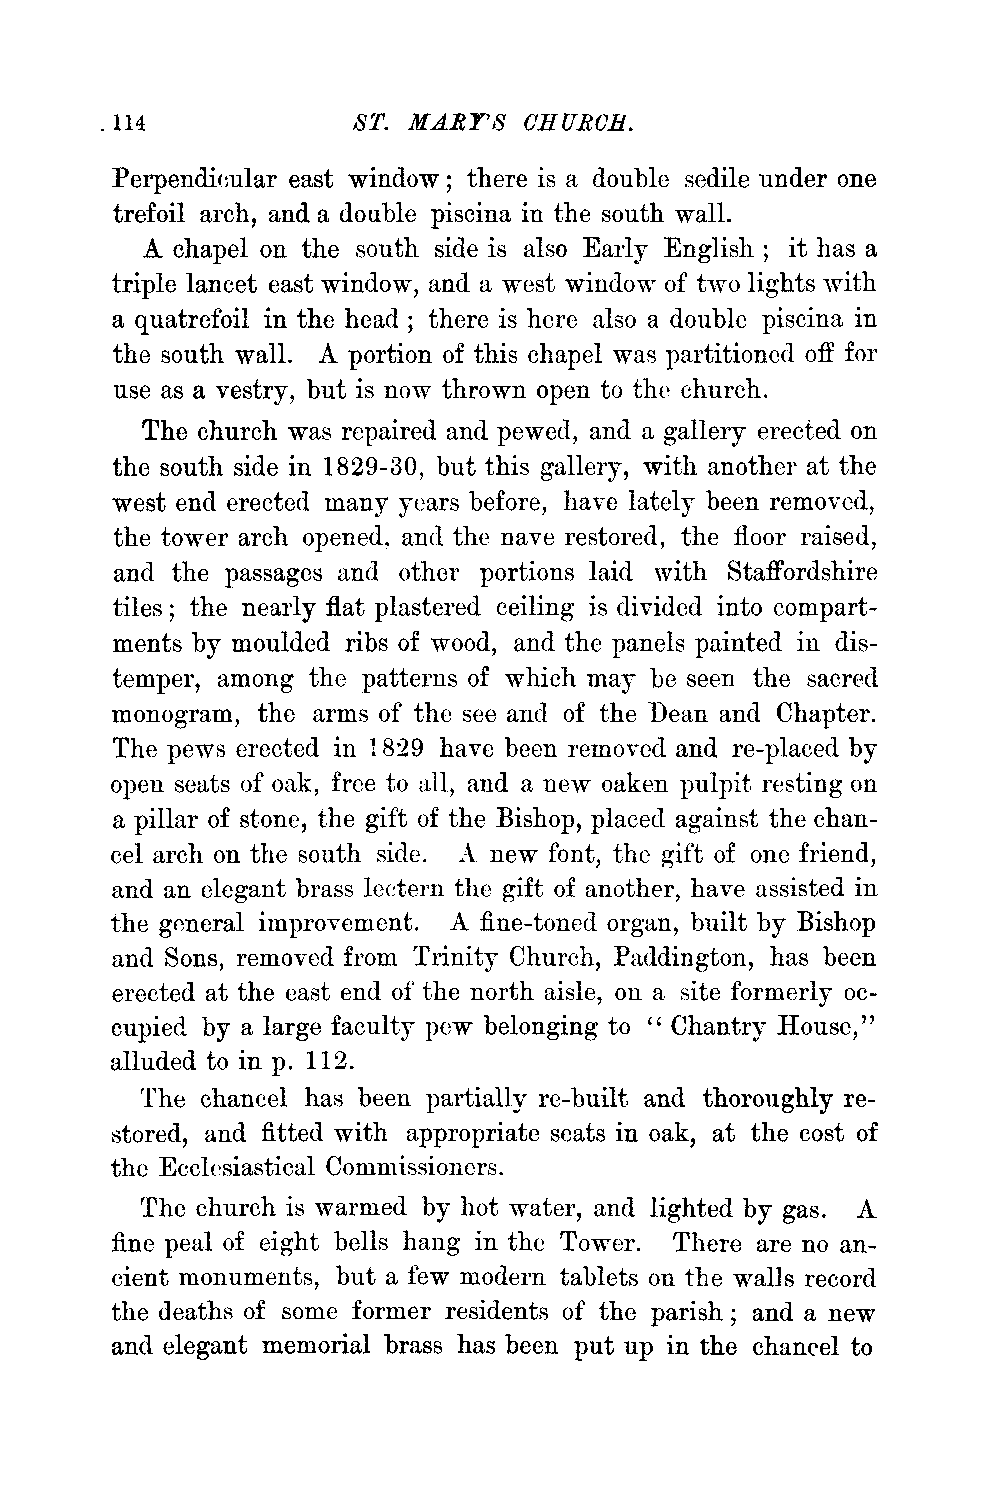 114 ST. MARY'S CHURCH.
Perpendicular east window ; there is a double sedile under one
trefoil arch, and a double piscina in the south wall.
A chapel on the south side is also Early English ; it has a
triple lancet east window, and a west window of two lights with
a quatrefoil in the head ; there is here also a double piscina in
the south wall. A portion of this chapel was partitioned off for
use as a vestry, but is now thrown open to the church.
The church was repaired and pewed, and a gallery erected on
the south side in 1829-30, but this gallery, with another at the
west end erected many years before, have lately been removed,
the tower arch opened, and the nave restored, the floor raised,
and the passages and other portions laid with Staffordshire
tiles ; the nearly flat plastered ceiling is divided into compart-
ments by moulded ribs of wood, and the panels painted in dis-
temper, among the patterns of which may be seen the sacred
monogram, the arms of the see and of the Dean and Chapter.
The pews erected in 1829 have been removed and re-placed by
open seats of oak, free to all, and a new oaken pulpit resting on
a pillar of stone, the gift of the Bishop, placed against the chan-
cel arch on the south side. A new font, the gift of one friend,
and an elegant brass lectern the gift of another, have assisted in
the general improvement. A fine-toned organ, built by Bishop
and Sons, removed from Trinity Church, Paddington, has been
erected at the east end of the north aisle, on a site formerly oc-
cupied by a large faculty pew belonging to “ Chantry House,”
alluded to in p. 112.
The chancel has been partially re-built and thoroughly re-
stored, and fitted with appropriate seats in oak, at the cost of
the Ecclesiastical Commissioners.
The church is warmed by hot water, and lighted by gas. A
fine peal of eight bells hang in the Tower. There are no an-
cient monuments, but a few modern tablets on the walls record
the deaths of some former residents of the parish ; and a new
and elegant memorial brass has been put up in the chancel to